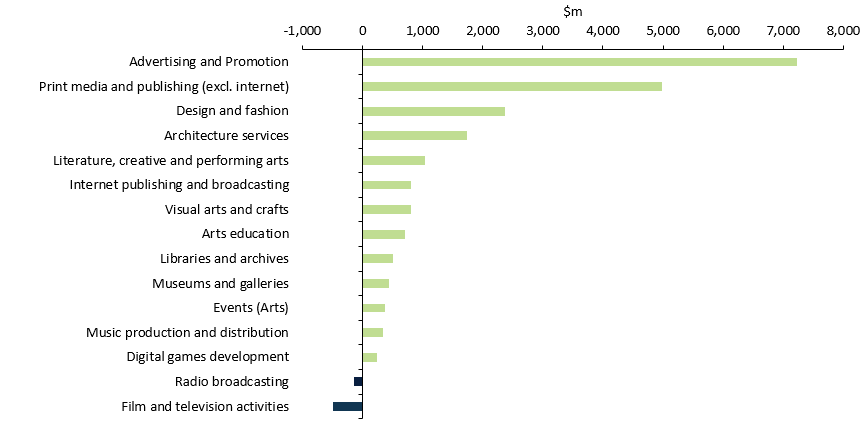 $m
-1,000 0 1,000 2,000 3,000 4,000 5,000 6,000 7,000 8,000
Advertising and Promotion
Print media and publishing (excl. internet)
Design and fashion
Architecture services
Literature, creative and performing arts
Internet publishing and broadcasting
Visual arts and crafts
Arts education
Libraries and archives
Museums and galleries
Events (Arts)
Music production and distribution
Digital games development
Radio broadcasting
Film and television activities